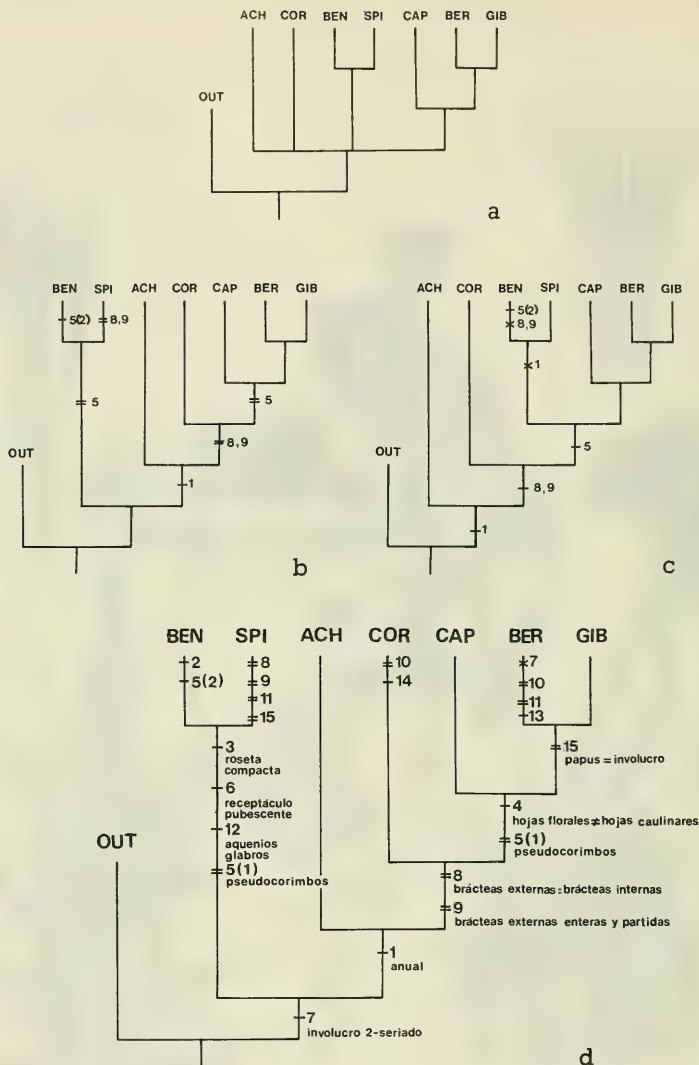 ACH COR BEN SPI CAP BER GIB
OUT
a
BEN SPI ACH COR CAP BER GIB
5(2) 8,9
5
5
8,9
1
OUT
b
ACH COR BEN SPI CAP BER GIB
5(2)
8,9
1
5
8,9
1
OUT
c
BEN SPI ACH COR CAP BER GIB
2 8 10 7
5(2) 9 14 10
11 11
15 13
3
roseta
compacta
15
papus = involucro
6
receptáculo
pubescente
4
hojas florales≠hojas caulinares
12
aquenios
glabros
5(1)
pseudocorimbos
5(1)
pseudocorimbos
OUT
8
brácteas externas=brácteas internas
9
brácteas externas enteras y partidas
1
anual
7
involucro 2-seriado
d